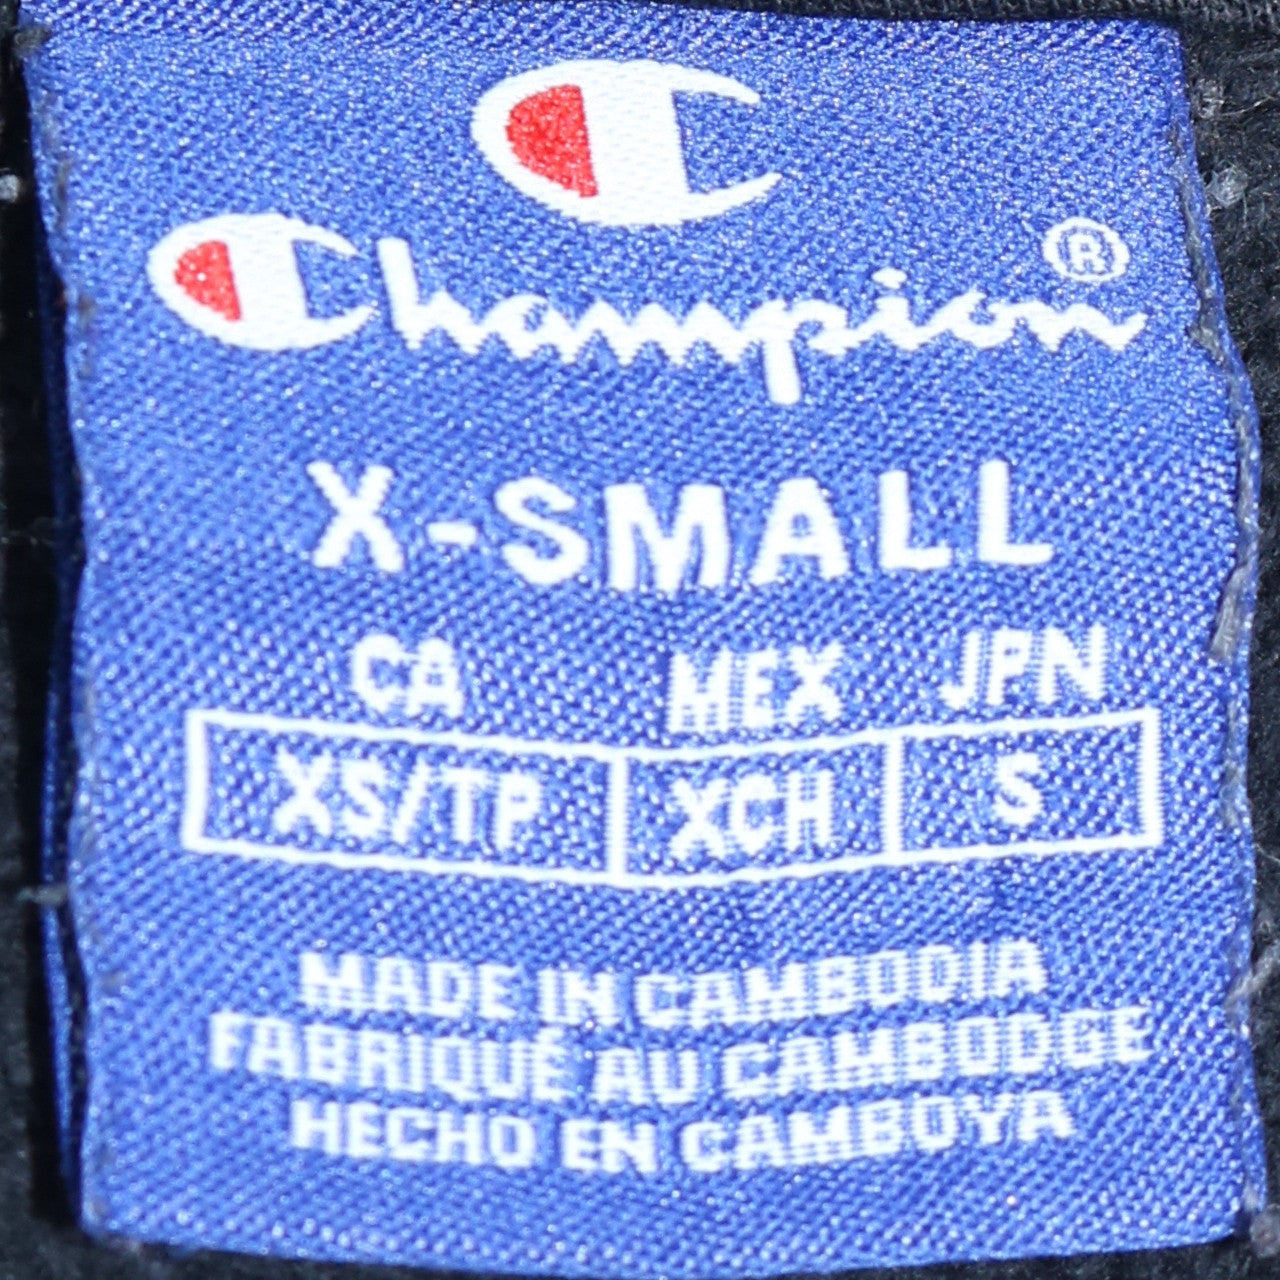 Champion®
X-SMALL
CA MEX JPN
XS/TP XCH S
MADE IN CAMBODIA
FABRIQUÉ AU CAMBODGE
HECHO EN CAMBOYA